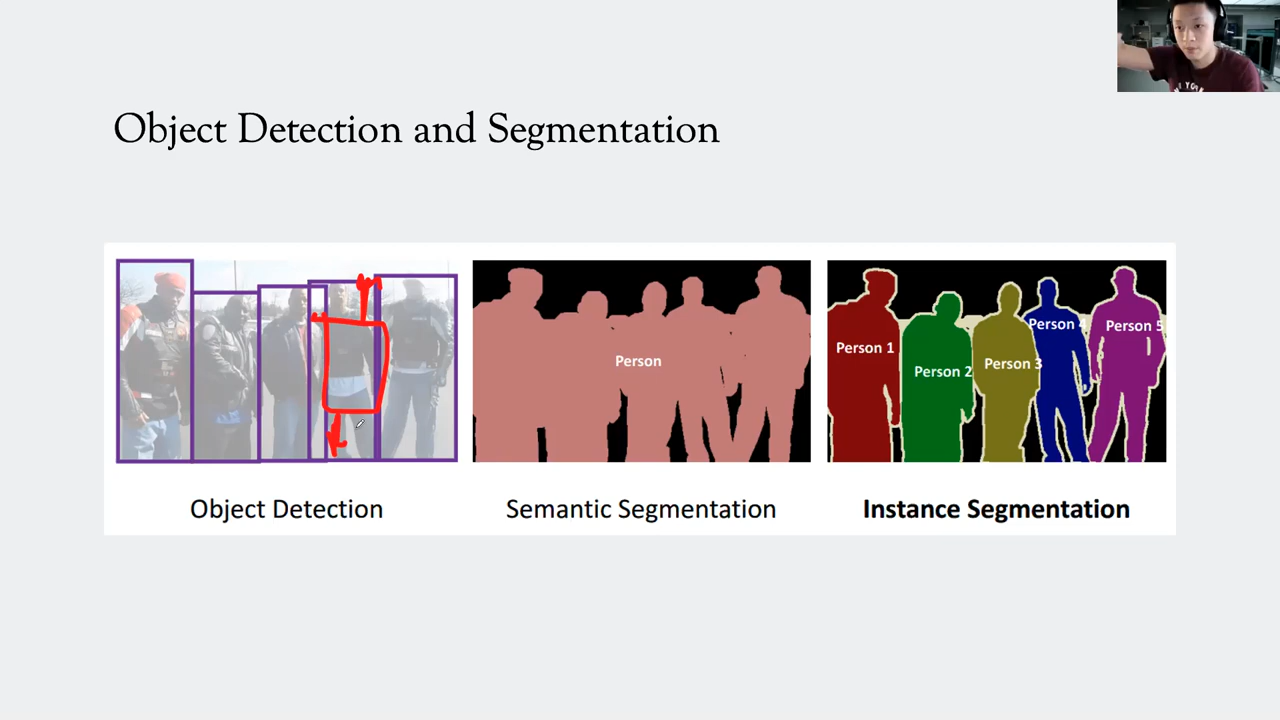 Object Detection and Segmentation
Person
Person 1
Person 2
Person 3
Person 4
Person 5
Object Detection
Semantic Segmentation
Instance Segmentation